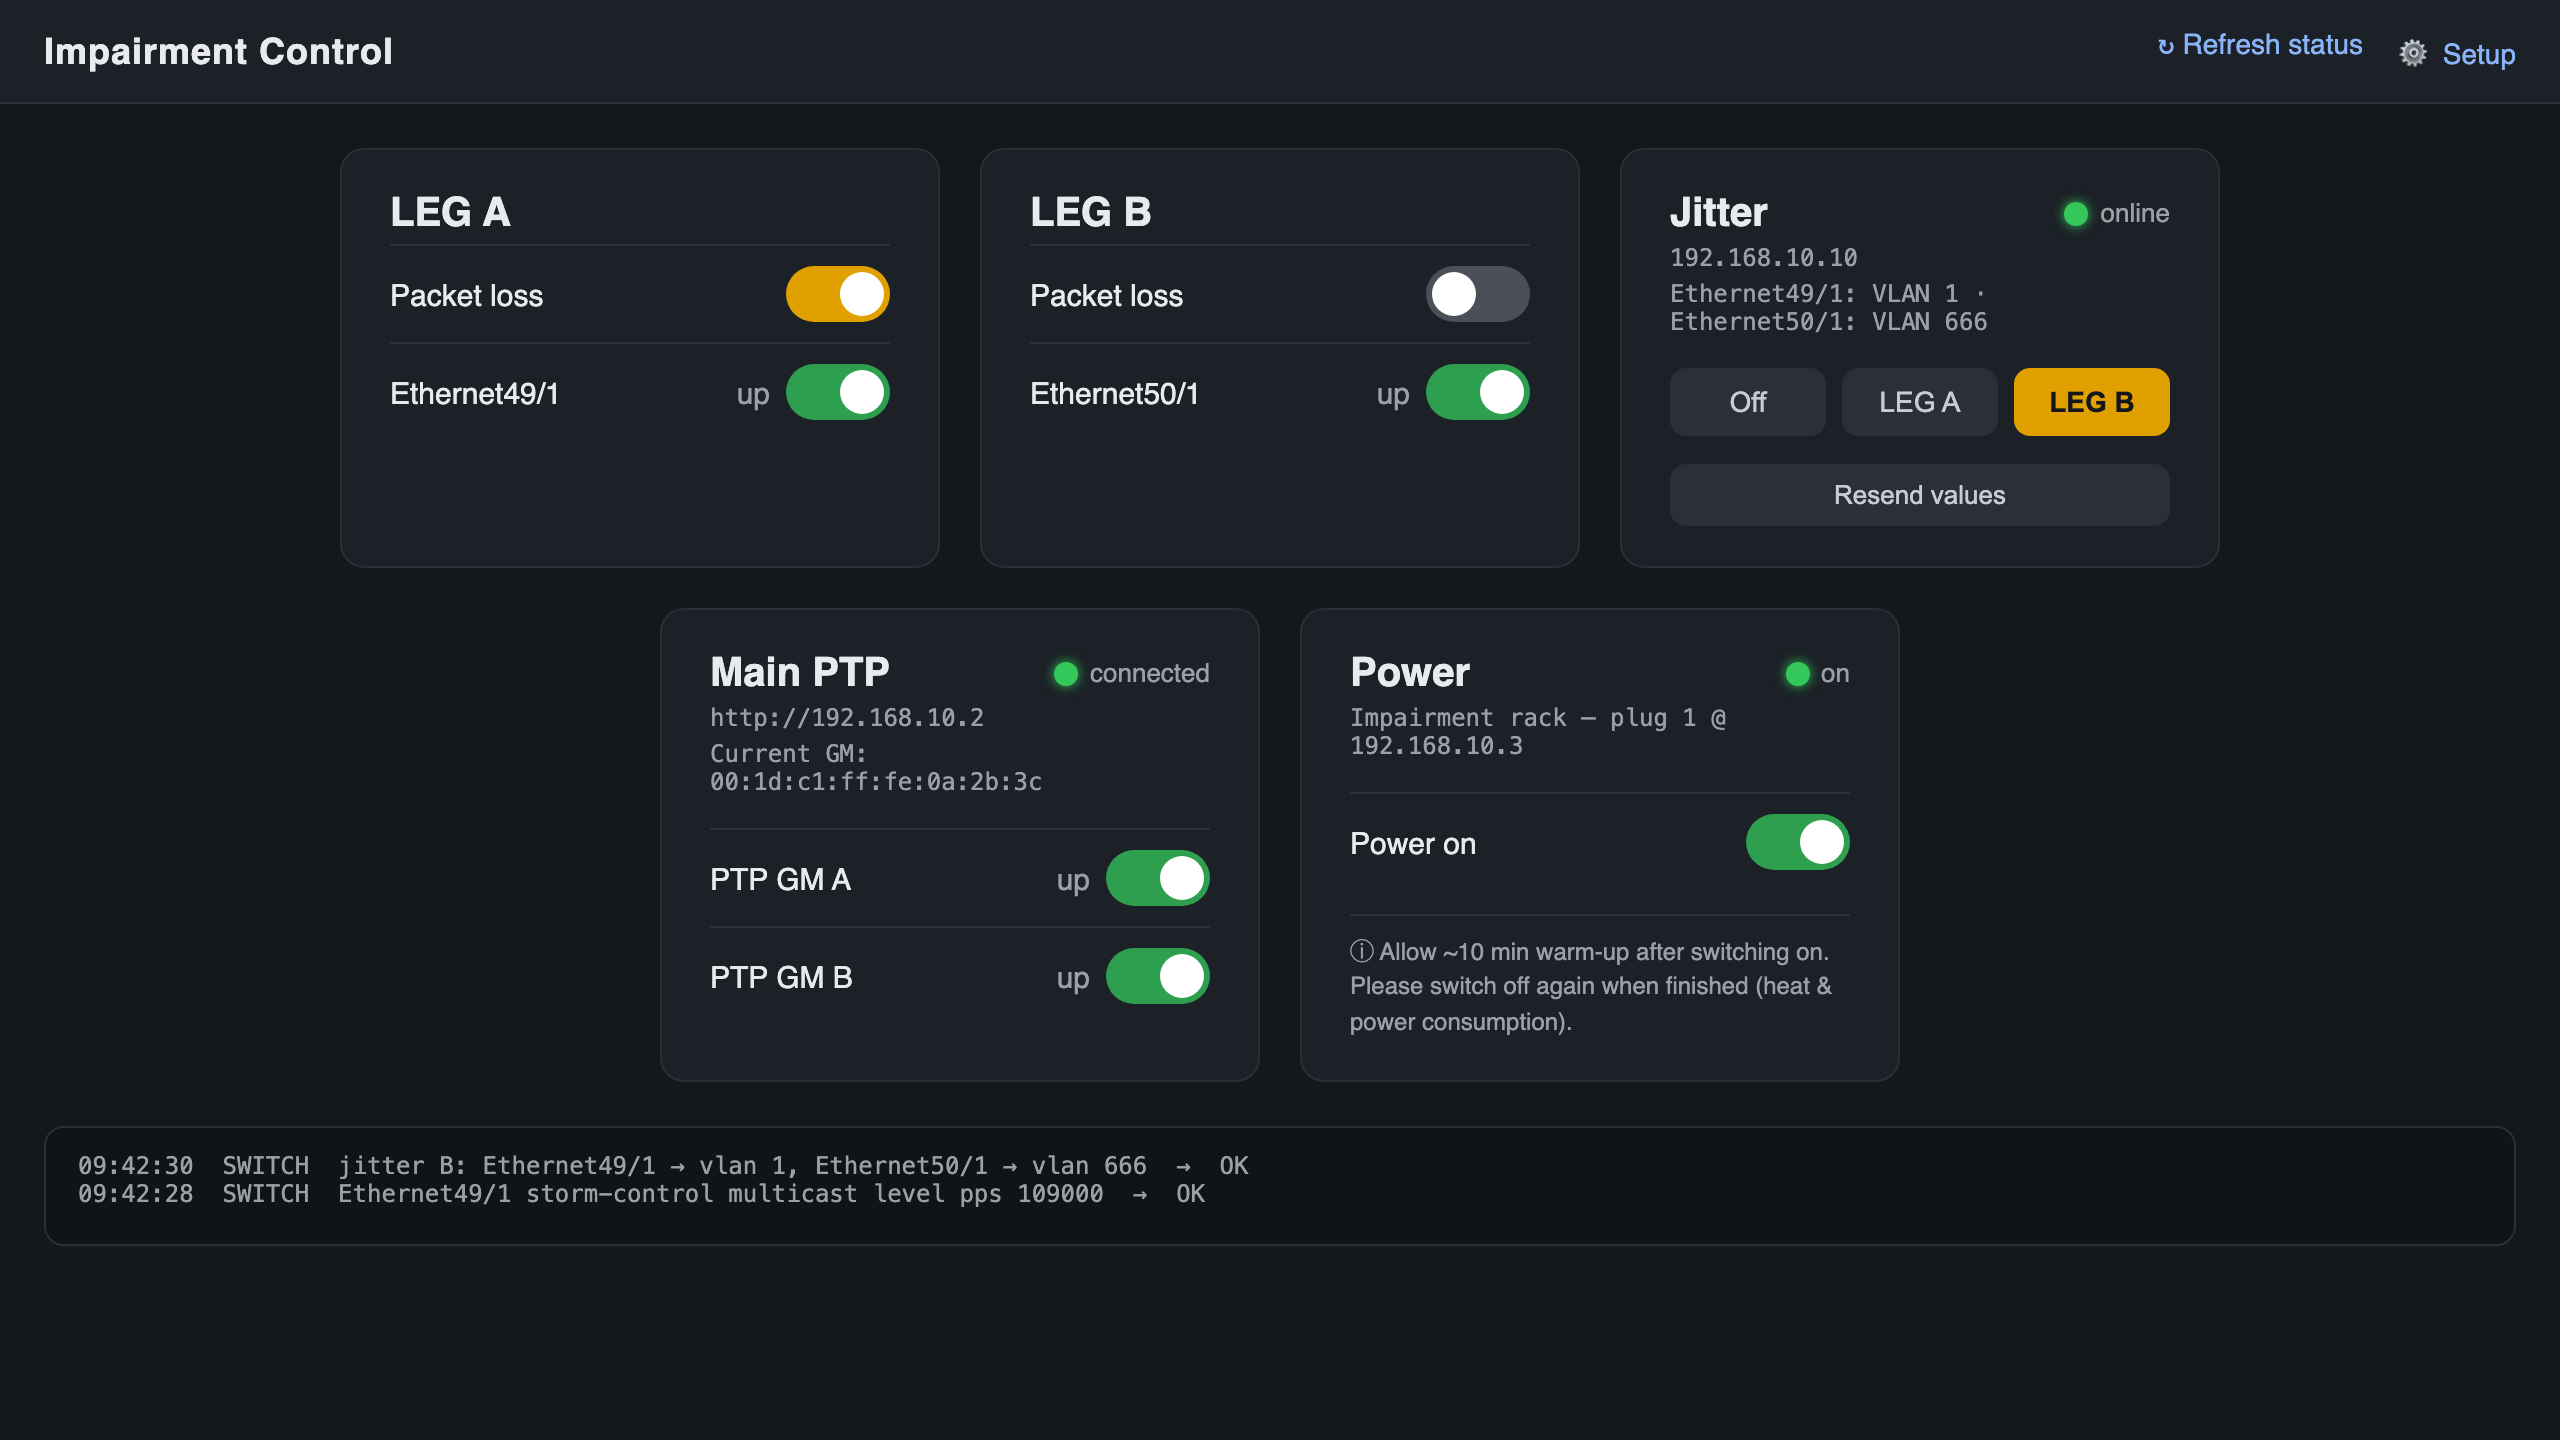 Impairment Control
↻ Refresh status
⚙ Setup
LEG A
Packet loss
Ethernet49/1 up
LEG B
Packet loss
Ethernet50/1 up
Jitter
online
192.168.10.10
Ethernet49/1: VLAN 1 ·
Ethernet50/1: VLAN 666
Off
LEG A
LEG B
Resend values
Main PTP
connected
http://192.168.10.2
Current GM:
00:1d:c1:ff:fe:0a:2b:3c
PTP GM A up
PTP GM B up
Power
on
Impairment rack – plug 1 @
192.168.10.3
Power on
ⓘ Allow ~10 min warm-up after switching on.
Please switch off again when finished (heat &
power consumption).
09:42:30 SWITCH jitter B: Ethernet49/1 → vlan 1, Ethernet50/1 → vlan 666 → OK
09:42:28 SWITCH Ethernet49/1 storm-control multicast level pps 109000 → OK